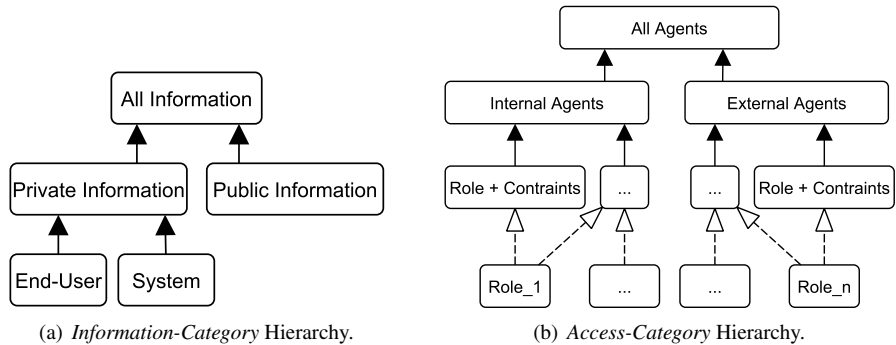 All Information
Private Information
Public Information
End-User
System
(a) Information-Category Hierarchy.
All Agents
Internal Agents
External Agents
Role + Contraints
...
...
Role + Contraints
Role_1
...
...
Role_n
(b) Access-Category Hierarchy.